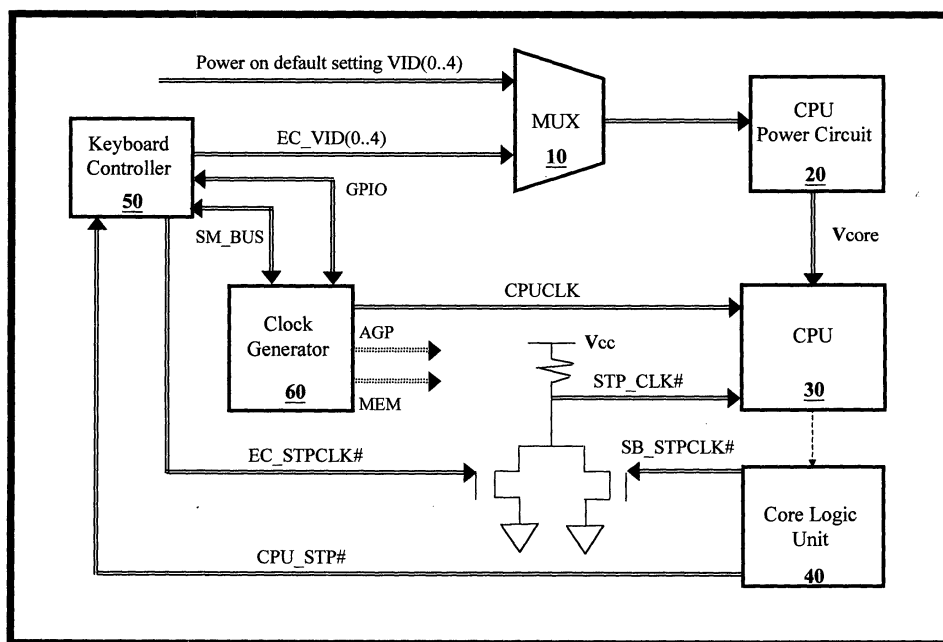 Power on default setting VID(0..4)
MUX
10
CPU
Power Circuit
20
Keyboard
Controller
50
EC_VID(0..4)
GPIO
SM_BUS
Vcore
Clock
Generator
60
CPUCLK
AGP
MEM
Vcc
STP_CLK#
CPU
30
EC_STPCLK#
SB_STPCLK#
Core Logic
Unit
40
CPU_STP#